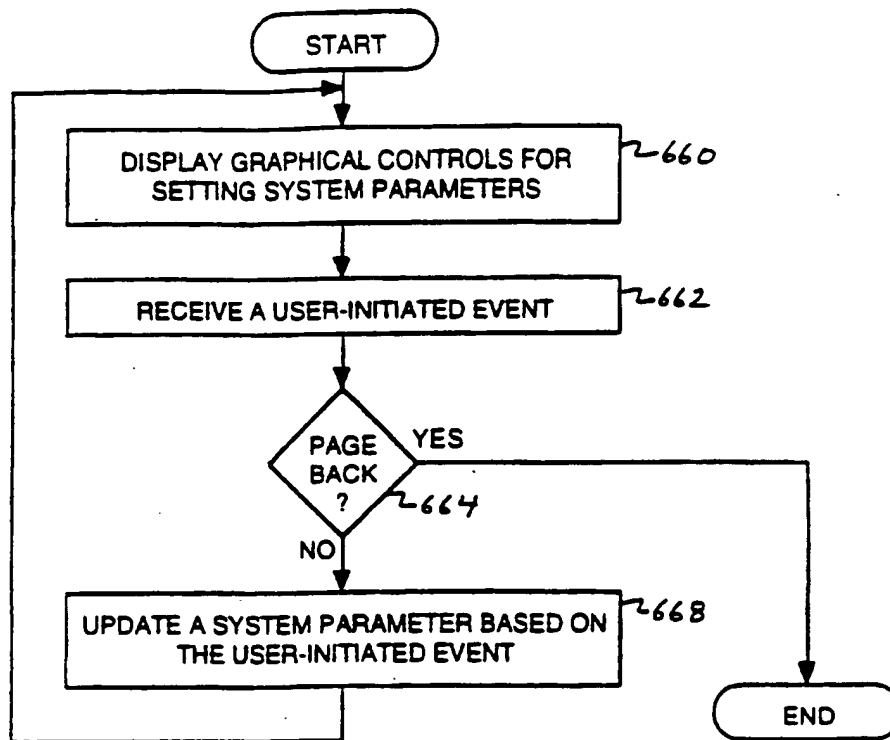 START
DISPLAY GRAPHICAL CONTROLS FOR
SETTING SYSTEM PARAMETERS
660
RECEIVE A USER-INITIATED EVENT
662
PAGE
BACK
?
YES
664
NO
UPDATE A SYSTEM PARAMETER BASED ON
THE USER-INITIATED EVENT
668
END